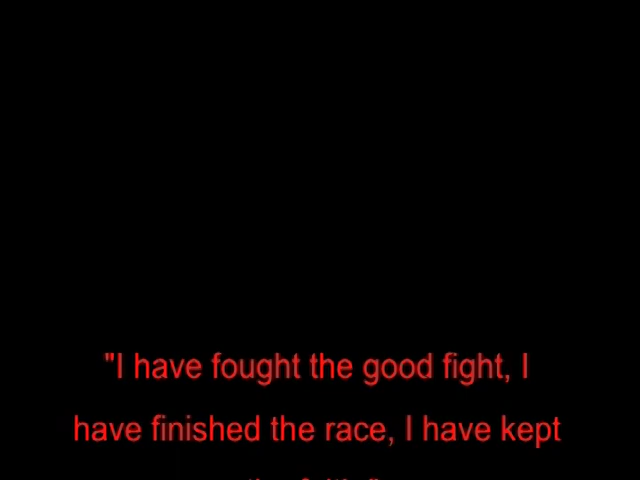 "I have fought the good fight, I
have finished the race, I have kept